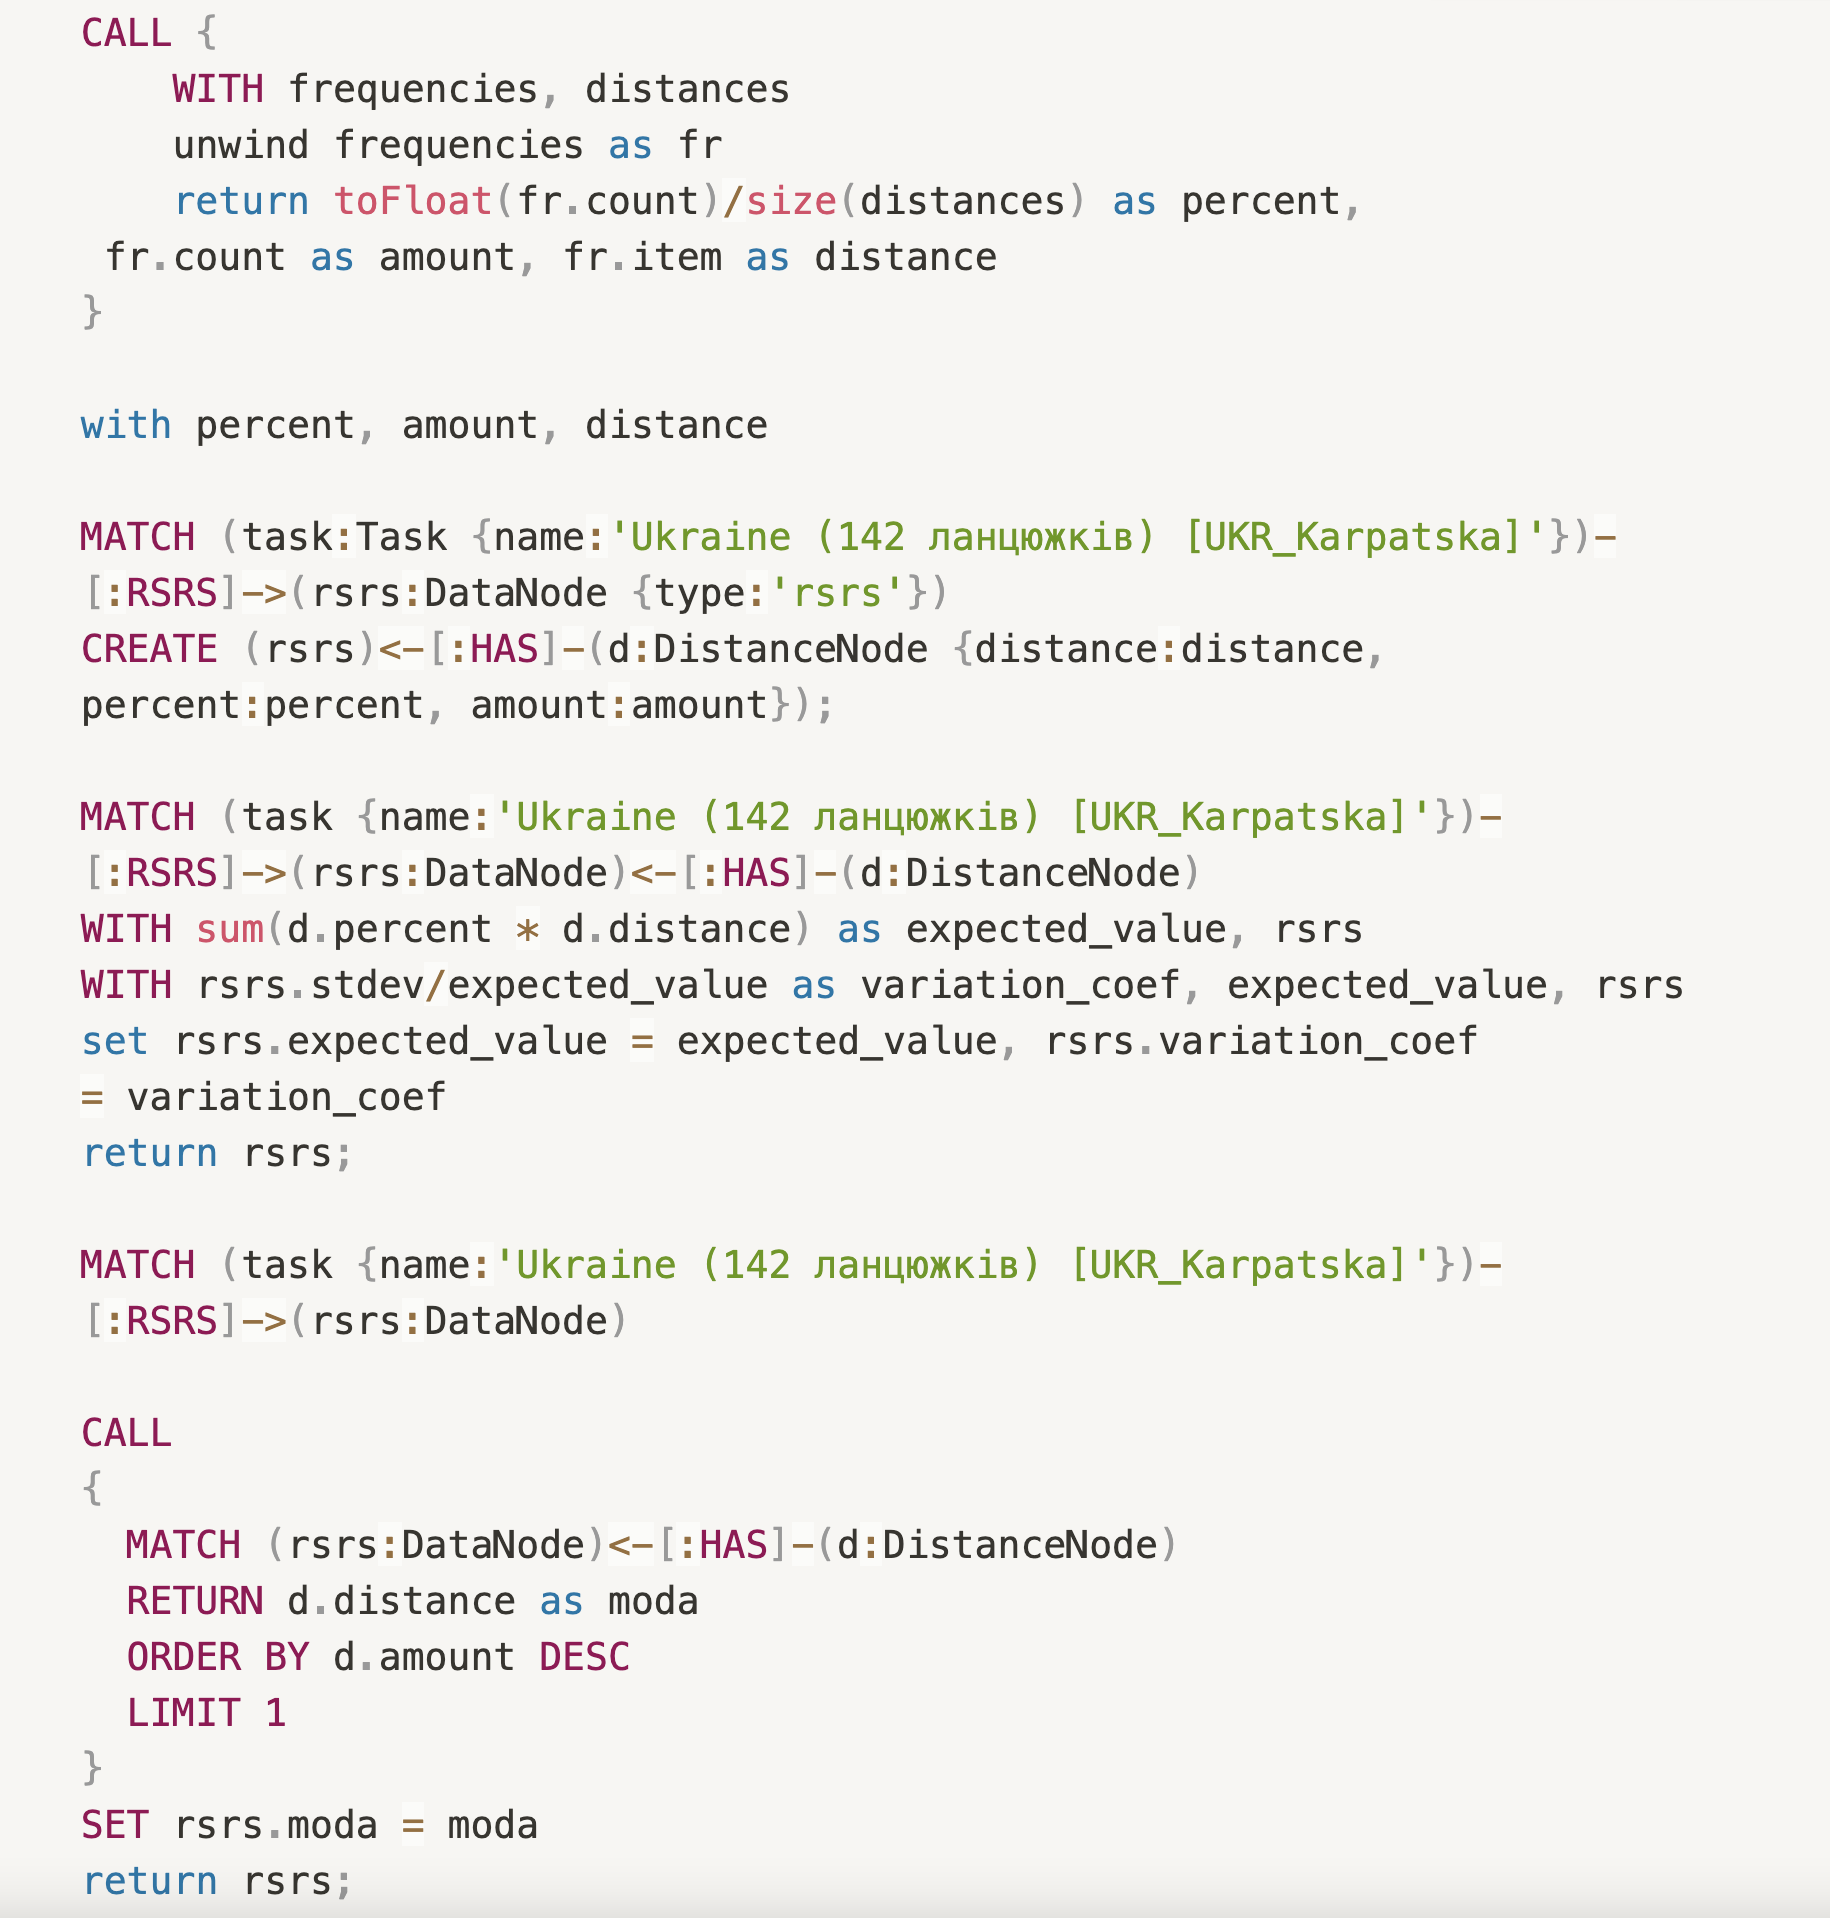 CALL {
    WITH frequencies, distances
    unwind frequencies as fr
    return toFloat(fr.count)/size(distances) as percent,
 fr.count as amount, fr.item as distance
}
with percent, amount, distance
MATCH (task:Task {name:'Ukraine (142 ланцюжків) [UKR_Karpatska]'})-
[:RSRS]->(rsrs:DataNode {type:'rsrs'})
CREATE (rsrs)<-[:HAS]-(d:DistanceNode {distance:distance,
percent:percent, amount:amount});
MATCH (task {name:'Ukraine (142 ланцюжків) [UKR_Karpatska]'})-
[:RSRS]->(rsrs:DataNode)<-[:HAS]-(d:DistanceNode)
WITH sum(d.percent * d.distance) as expected_value, rsrs
WITH rsrs.stdev/expected_value as variation_coef, expected_value, rsrs
set rsrs.expected_value = expected_value, rsrs.variation_coef
= variation_coef
return rsrs;
MATCH (task {name:'Ukraine (142 ланцюжків) [UKR_Karpatska]'})-
[:RSRS]->(rsrs:DataNode)
CALL
{
  MATCH (rsrs:DataNode)<-[:HAS]-(d:DistanceNode)
  RETURN d.distance as moda
  ORDER BY d.amount DESC
  LIMIT 1
}
SET rsrs.moda = moda
return rsrs;